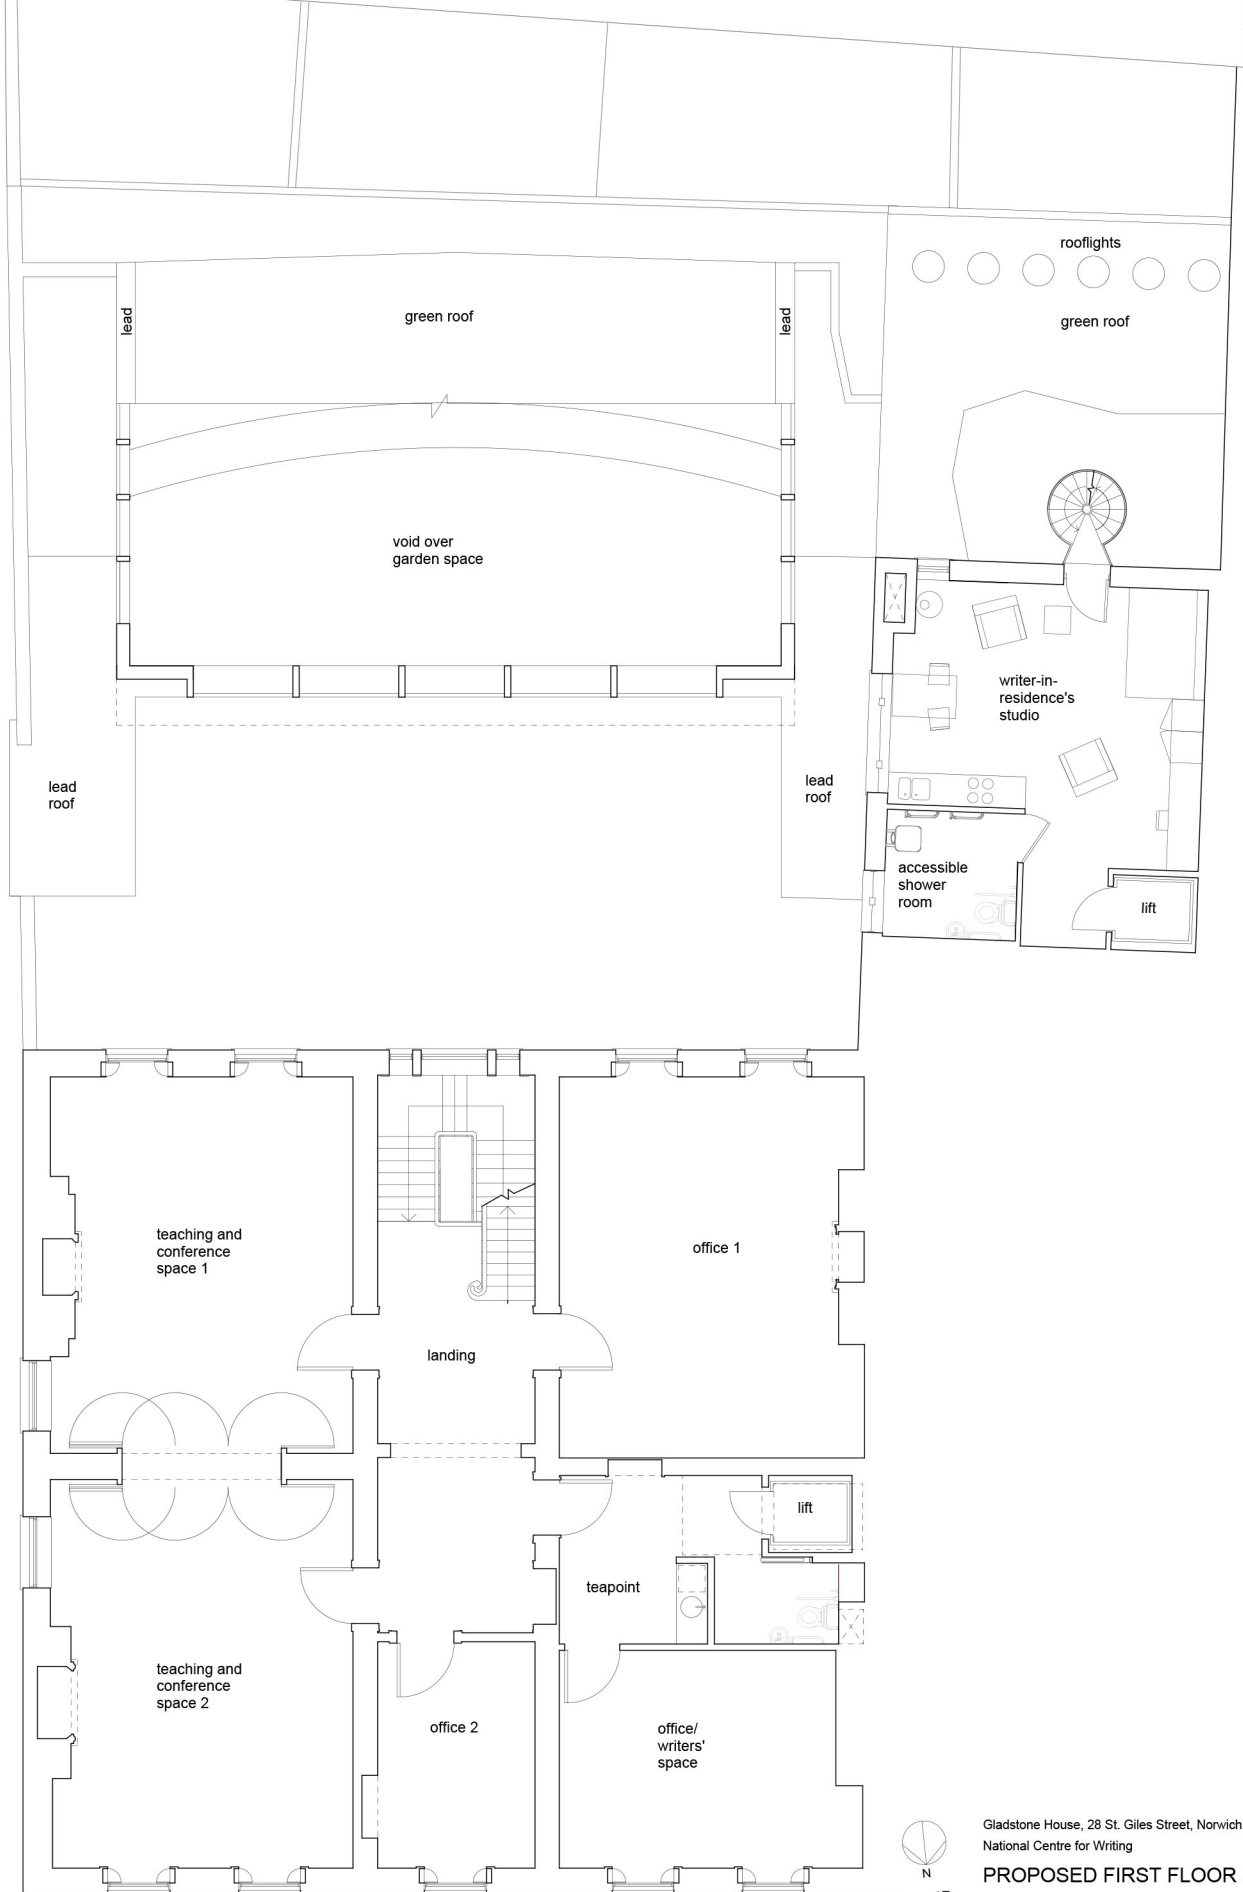 rooflights
green roof
lead
green roof
lead
void over
garden space
writer-in-
residence's
studio
lead
roof
lead
roof
accessible
shower
room
lift
teaching and
conference
space 1
office 1
landing
lift
teapoint
teaching and
conference
space 2
office 2
office/
writers'
space
N
Gladstone House, 28 St. Giles Street, Norwich
National Centre for Writing
PROPOSED FIRST FLOOR